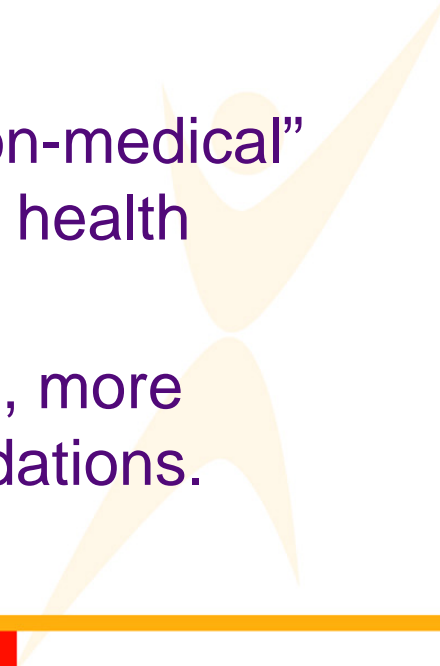 on-medical”
health
, more
dations.